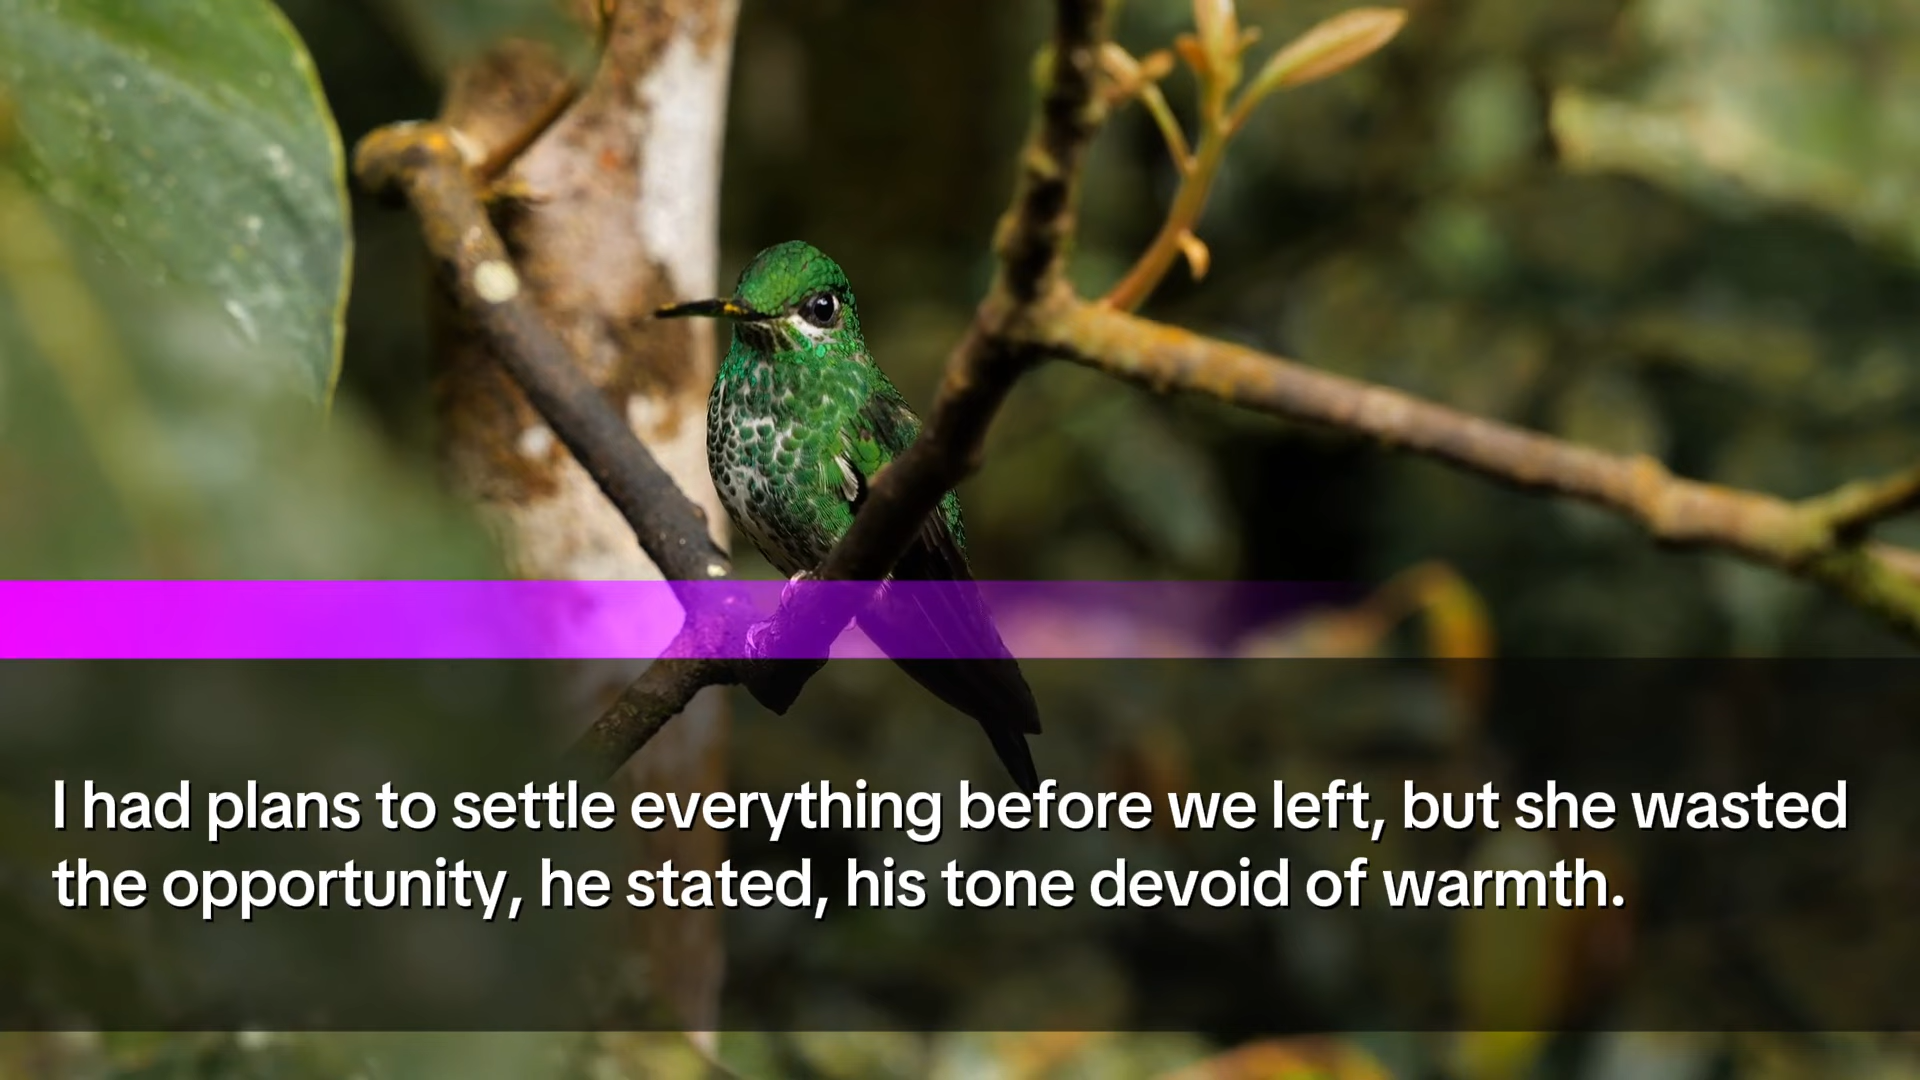 I had plans to settle everything before we left, but she wasted
the opportunity, he stated, his tone devoid of warmth.